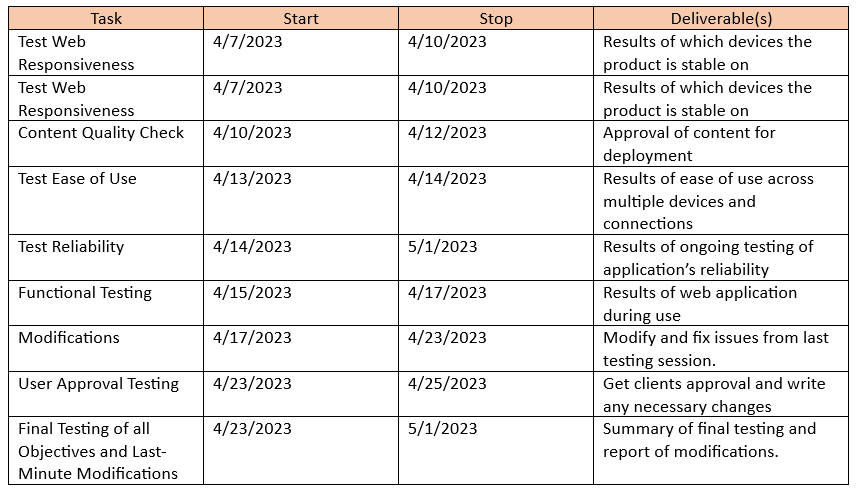 Task Start Stop Deliverable(s)
Test Web Responsiveness 4/7/2023 4/10/2023 Results of which devices the product is stable on
Test Web Responsiveness 4/7/2023 4/10/2023 Results of which devices the product is stable on
Content Quality Check 4/10/2023 4/12/2023 Approval of content for deployment
Test Ease of Use 4/13/2023 4/14/2023 Results of ease of use across multiple devices and connections
Test Reliability 4/14/2023 5/1/2023 Results of ongoing testing of application's reliability
Functional Testing 4/15/2023 4/17/2023 Results of web application during use
Modifications 4/17/2023 4/23/2023 Modify and fix issues from last testing session.
User Approval Testing 4/23/2023 4/25/2023 Get clients approval and write any necessary changes
Final Testing of all Objectives and Last-Minute Modifications 4/23/2023 5/1/2023 Summary of final testing and report of modifications.